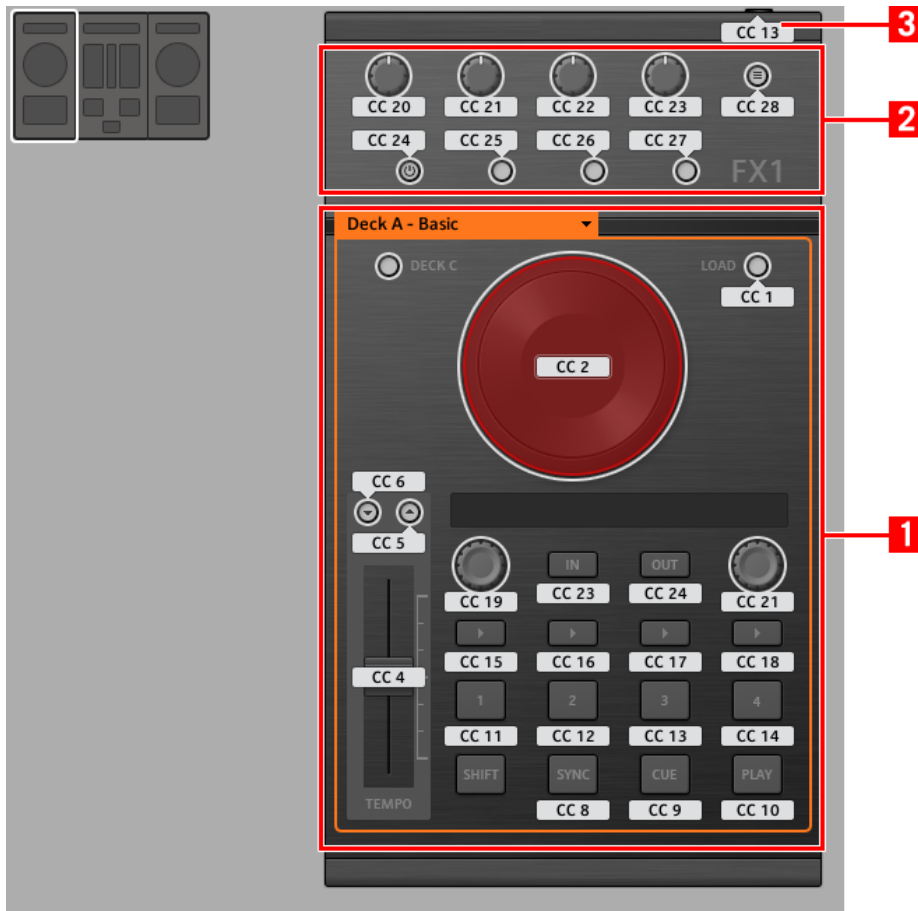 3
CC 13
CC 20 CC 21 CC 22 CC 23 CC 28
2
CC 24 CC 25 CC 26 CC 27
FX1
Deck A - Basic
DECK C
LOAD
CC 1
CC 2
CC 6
CC 5
1
IN OUT
CC 19 CC 23 CC 24 CC 21
CC 15 CC 16 CC 17 CC 18
CC 4
1 2 3 4
CC 11 CC 12 CC 13 CC 14
SHIFT SYNC CUE PLAY
TEMPO
CC 8 CC 9 CC 10